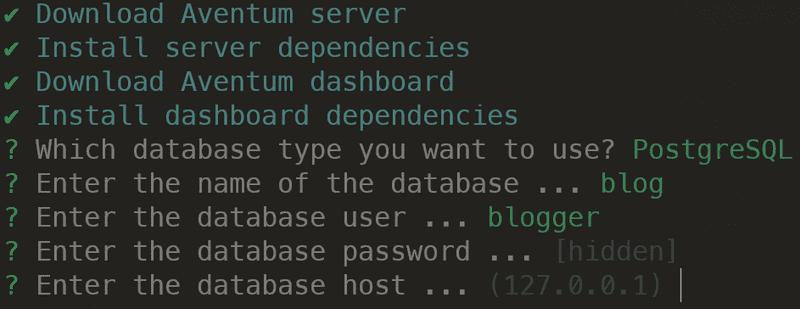 ✔ Download Aventum server
✔ Install server dependencies
✔ Download Aventum dashboard
✔ Install dashboard dependencies
? Which database type you want to use? PostgreSQL
? Enter the name of the database ... blog
? Enter the database user ... blogger
? Enter the database password ... [hidden]
? Enter the database host ... (127.0.0.1)